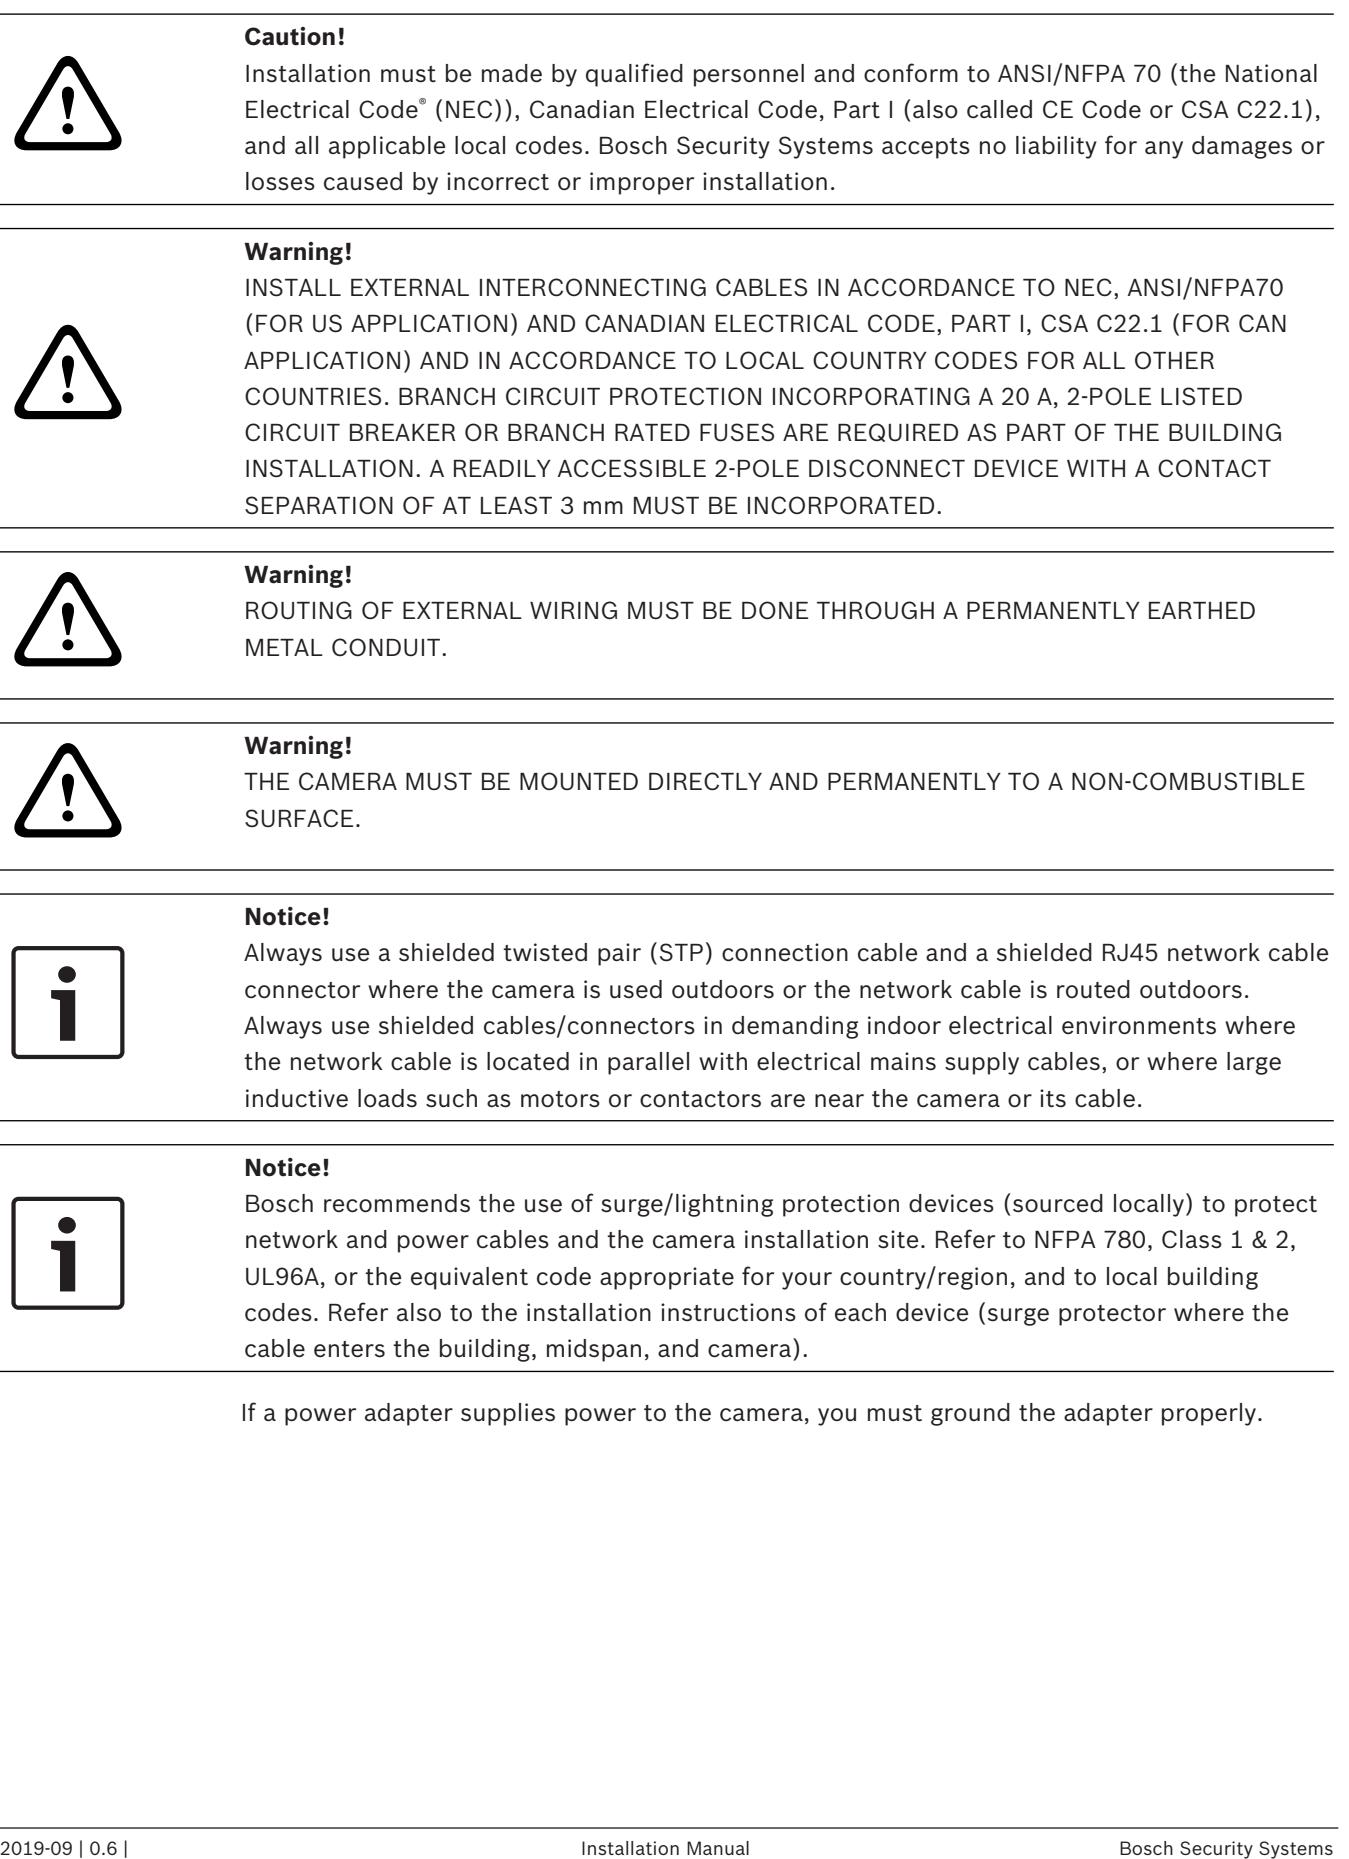 Caution!
Installation must be made by qualified personnel and conform to ANSI/NFPA 70 (the National
Electrical Code® (NEC)), Canadian Electrical Code, Part I (also called CE Code or CSA C22.1),
and all applicable local codes. Bosch Security Systems accepts no liability for any damages or
losses caused by incorrect or improper installation.
Warning!
INSTALL EXTERNAL INTERCONNECTING CABLES IN ACCORDANCE TO NEC, ANSI/NFPA70
(FOR US APPLICATION) AND CANADIAN ELECTRICAL CODE, PART I, CSA C22.1 (FOR CAN
APPLICATION) AND IN ACCORDANCE TO LOCAL COUNTRY CODES FOR ALL OTHER
COUNTRIES. BRANCH CIRCUIT PROTECTION INCORPORATING A 20 A, 2-POLE LISTED
CIRCUIT BREAKER OR BRANCH RATED FUSES ARE REQUIRED AS PART OF THE BUILDING
INSTALLATION. A READILY ACCESSIBLE 2-POLE DISCONNECT DEVICE WITH A CONTACT
SEPARATION OF AT LEAST 3 mm MUST BE INCORPORATED.
Warning!
ROUTING OF EXTERNAL WIRING MUST BE DONE THROUGH A PERMANENTLY EARTHED
METAL CONDUIT.
Warning!
THE CAMERA MUST BE MOUNTED DIRECTLY AND PERMANENTLY TO A NON-COMBUSTIBLE
SURFACE.
Notice!
Always use a shielded twisted pair (STP) connection cable and a shielded RJ45 network cable
connector where the camera is used outdoors or the network cable is routed outdoors.
Always use shielded cables/connectors in demanding indoor electrical environments where
the network cable is located in parallel with electrical mains supply cables, or where large
inductive loads such as motors or contactors are near the camera or its cable.
Notice!
Bosch recommends the use of surge/lightning protection devices (sourced locally) to protect
network and power cables and the camera installation site. Refer to NFPA 780, Class 1 & 2,
UL96A, or the equivalent code appropriate for your country/region, and to local building
codes. Refer also to the installation instructions of each device (surge protector where the
cable enters the building, midspan, and camera).
If a power adapter supplies power to the camera, you must ground the adapter properly.
2019-09 | 0.6 | Installation Manual Bosch Security Systems